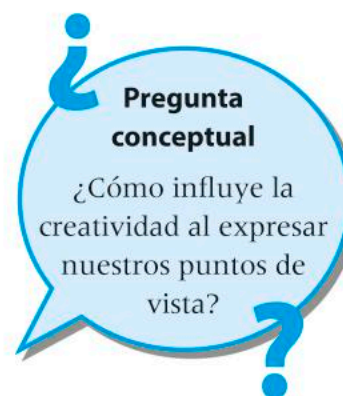 ¿
Pregunta
conceptual
¿Cómo influye la
creatividad al expresar
nuestros puntos de
vista?
?